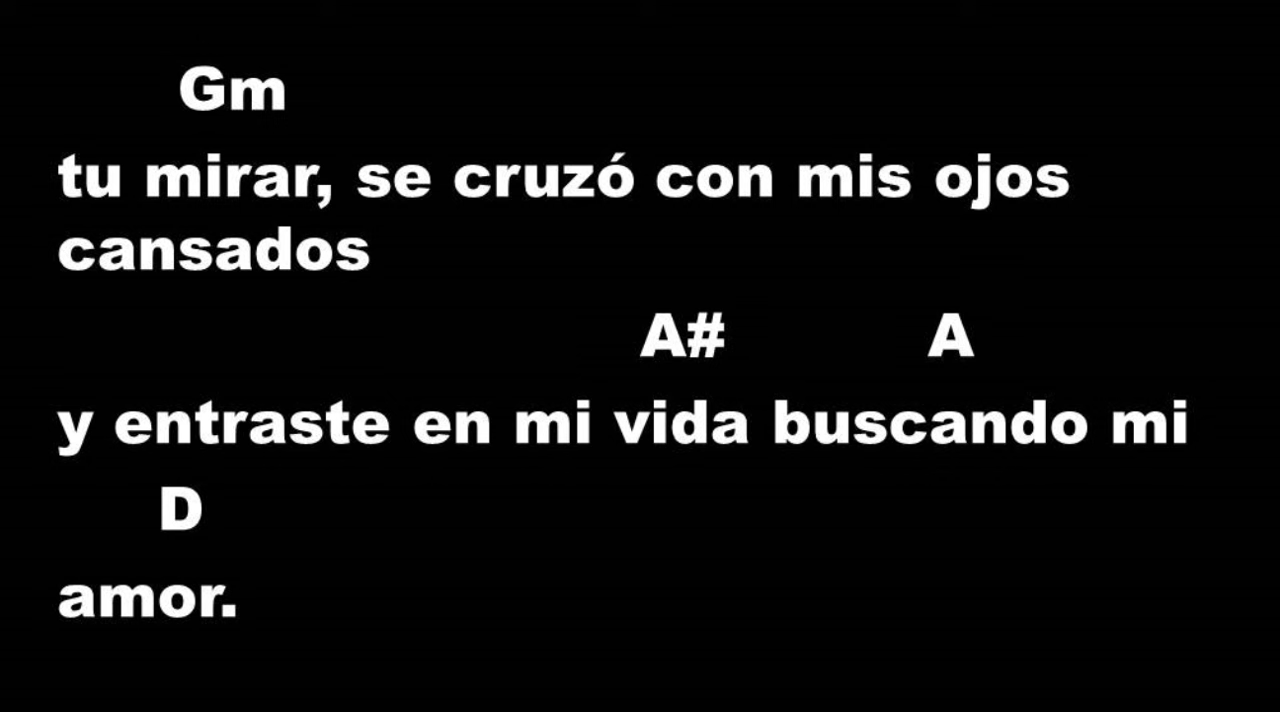 Gm
tu mirar, se cruzó con mis ojos
cansados
A# A
y entraste en mi vida buscando mi
D
amor.